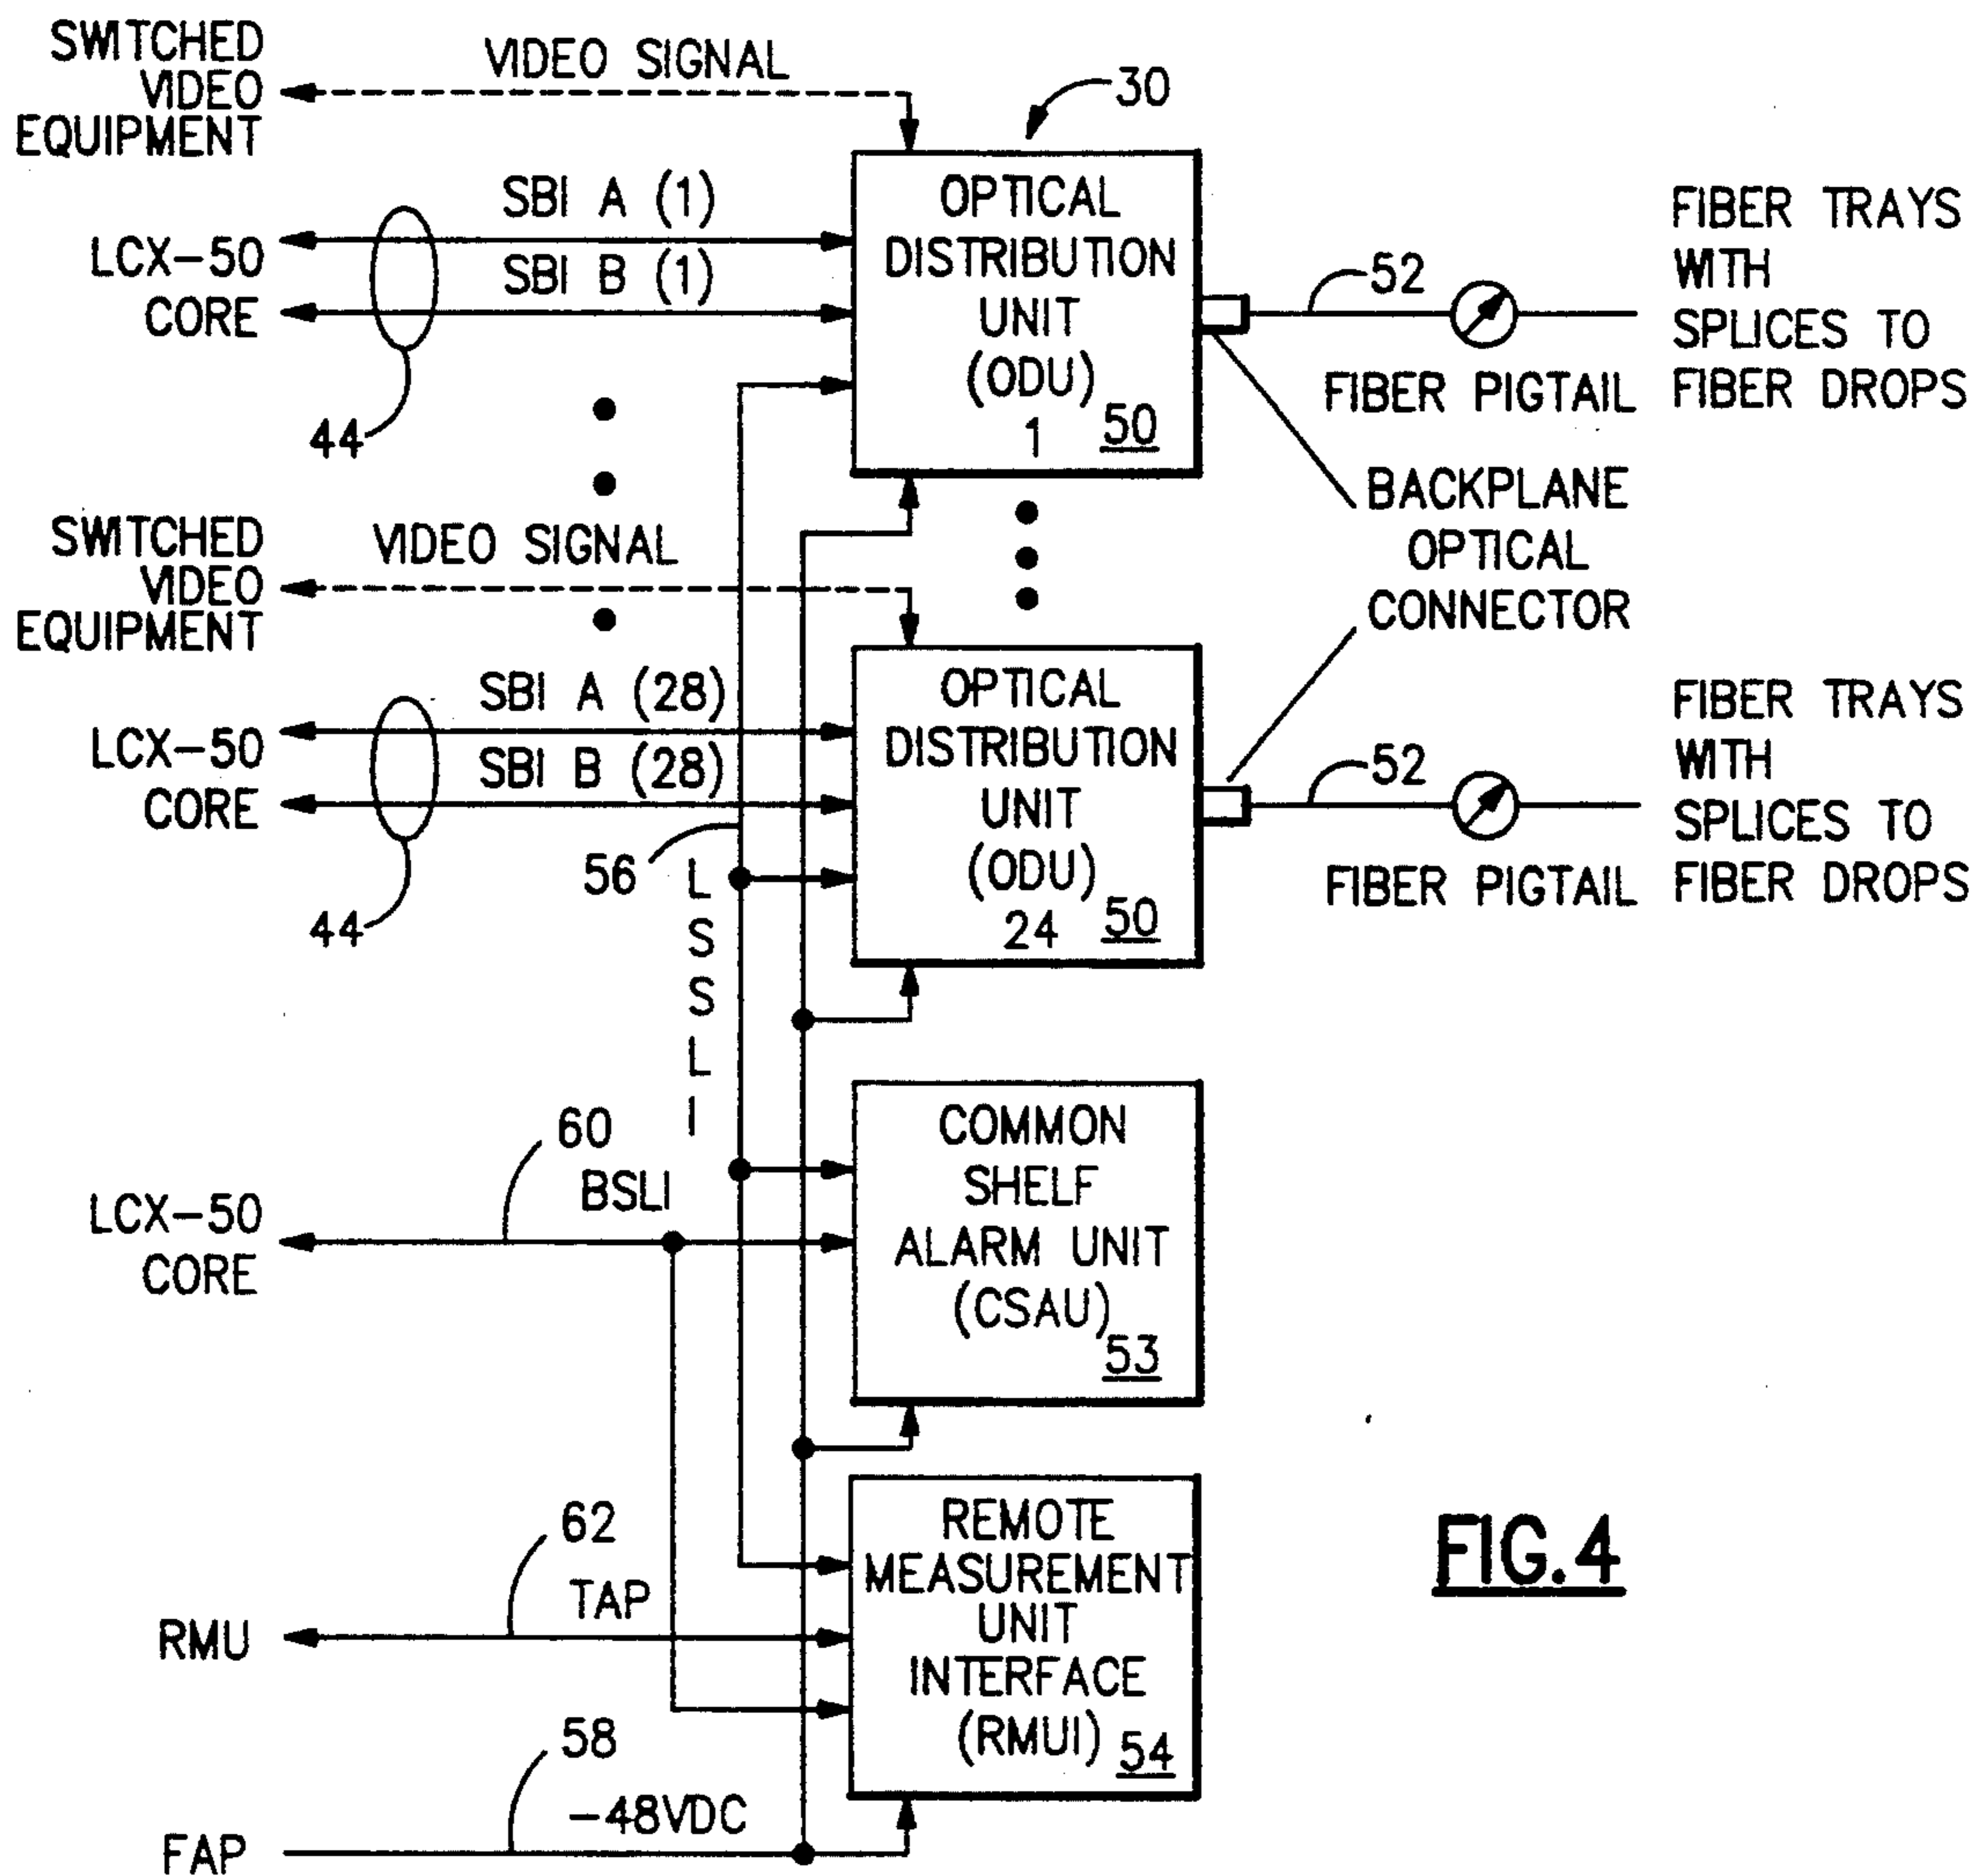 SWITCHED
VIDEO
EQUIPMENT
VIDEO SIGNAL
30
SBI A (1)
SBI B (1)
LCX-50
CORE
44
OPTICAL
DISTRIBUTION
UNIT
(ODU)
1 50
52
FIBER PIGTAIL
FIBER TRAYS
WITH
SPLICES TO
FIBER DROPS
BACKPLANE
OPTICAL
CONNECTOR
SWITCHED
VIDEO
EQUIPMENT
VIDEO SIGNAL
SBI A (28)
SBI B (28)
LCX-50
CORE
44
56
LSSLI
OPTICAL
DISTRIBUTION
UNIT
(ODU)
24 50
52
FIBER PIGTAIL
FIBER TRAYS
WITH
SPLICES TO
FIBER DROPS
LCX-50
CORE
60
BSLI
COMMON
SHELF
ALARM UNIT
(CSAU)
53
RMU
62
TAP
REMOTE
MEASUREMENT
UNIT
INTERFACE
(RMUI) 54
FAP
58
-48VDC
FIG.4